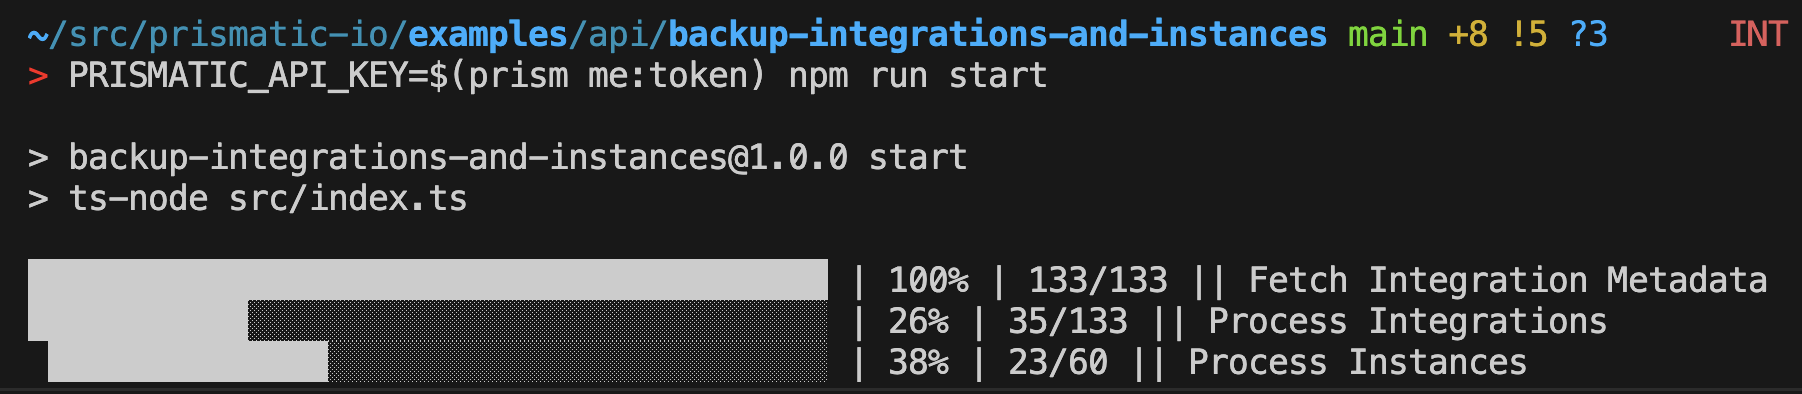 ~/src/prismatic-io/examples/api/backup-integrations-and-instances main +8 !5 ?3 INT
> PRISMATIC_API_KEY=$(prism me:token) npm run start
> backup-integrations-and-instances@1.0.0 start
> ts-node src/index.ts
| 100% | 133/133 || Fetch Integration Metadata
| 26% | 35/133 || Process Integrations
| 38% | 23/60 || Process Instances